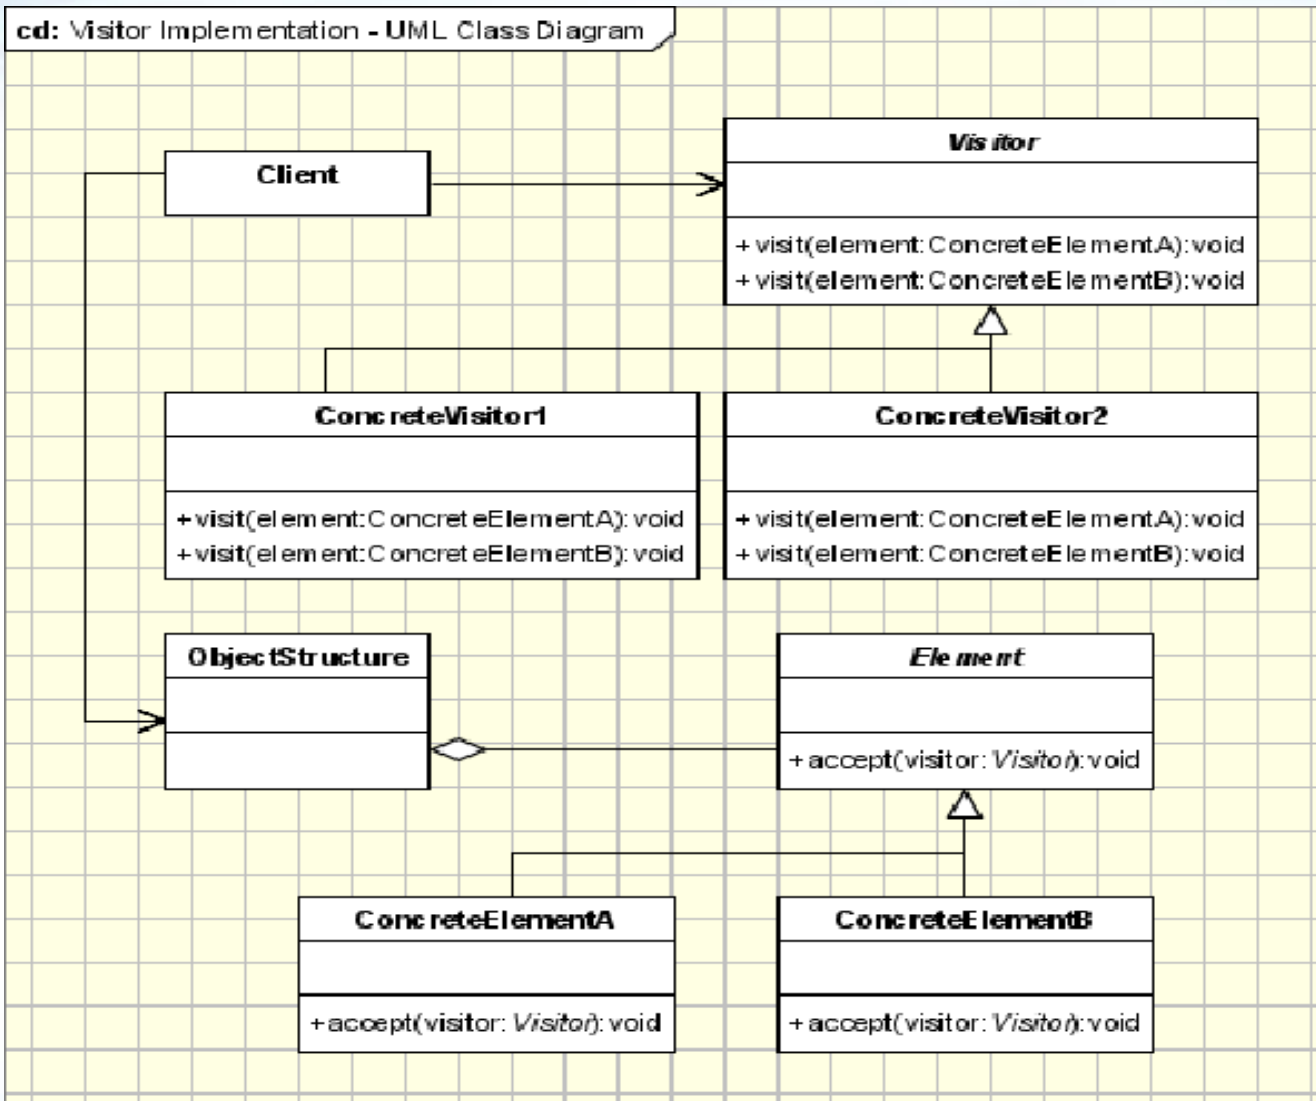 cd: Visitor Implementation - UML Class Diagram
Client
Visitor
+ visit(element:ConcreteElementA):void
+ visit(element:ConcreteElementB):void
ConcreteVisitor1
+ visit(element:ConcreteElementA):void
+ visit(element:ConcreteElementB):void
ConcreteVisitor2
+ visit(element:ConcreteElementA):void
+ visit(element:ConcreteElementB):void
ObjectStructure
Element
+ accept(visitor:Visitor):void
ConcreteElementA
+ accept(visitor:Visitor):void
ConcreteElementB
+ accept(visitor:Visitor):void